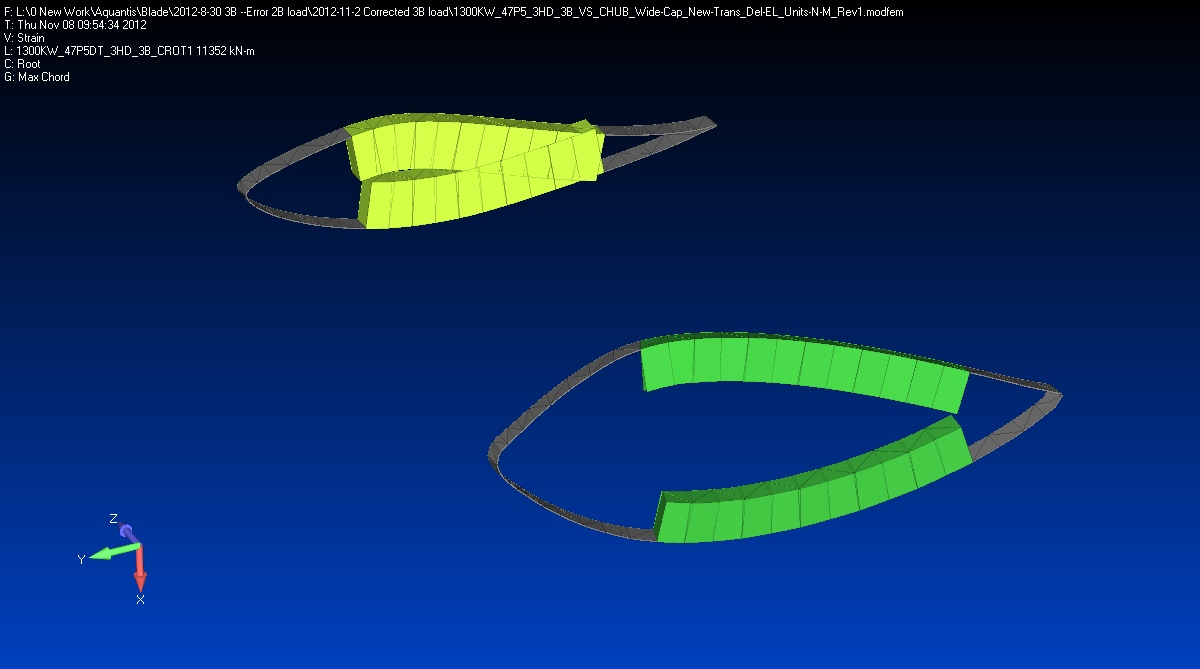 F: L:\0 New Work\Aquantis\Blade\2012-8-30 3B --Error 2B load\2012-11-2 Corrected 3B load\1300KW_47P5_3HD_3B_VS_CHUB_Wide-Cap_New-Trans_Del-EL_Units-N-M_Rev1.modfem
T: Thu Nov 08 09:54:34 2012
V: Strain
L: 1300KW_47P5DT_3HD_3B_CROT1 11352 kN-m
C: Root
G: Max Chord
Z
Y
X